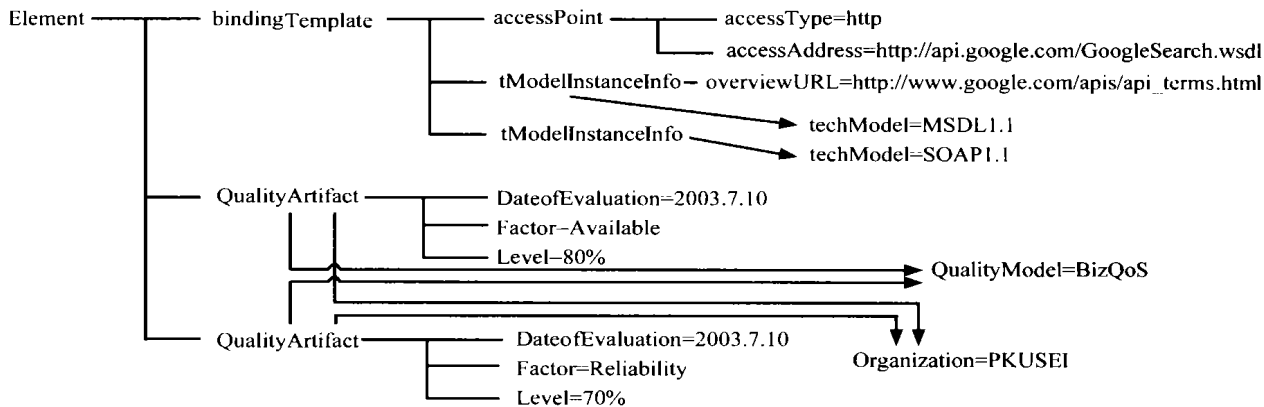 Element
bindingTemplate
accessPoint
accessType=http
accessAddress=http://api.google.com/GoogleSearch.wsdl
tModelInstanceInfo
overviewURL=http://www.google.com/apis/api_terms.html
techModel=MSDL1.1
tModelInstanceInfo
techModel=SOAP1.1
QualityArtifact
DateofEvaluation=2003.7.10
Factor=Available
Level=80%
QualityModel=BizQoS
QualityArtifact
DateofEvaluation=2003.7.10
Organization=PKUSEI
Factor=Reliability
Level=70%